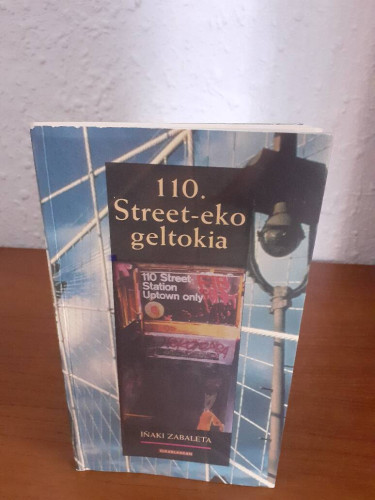 110.
Street-eko
geltokia
110 Street
Station
Uptown only
IÑAKI ZABALETA